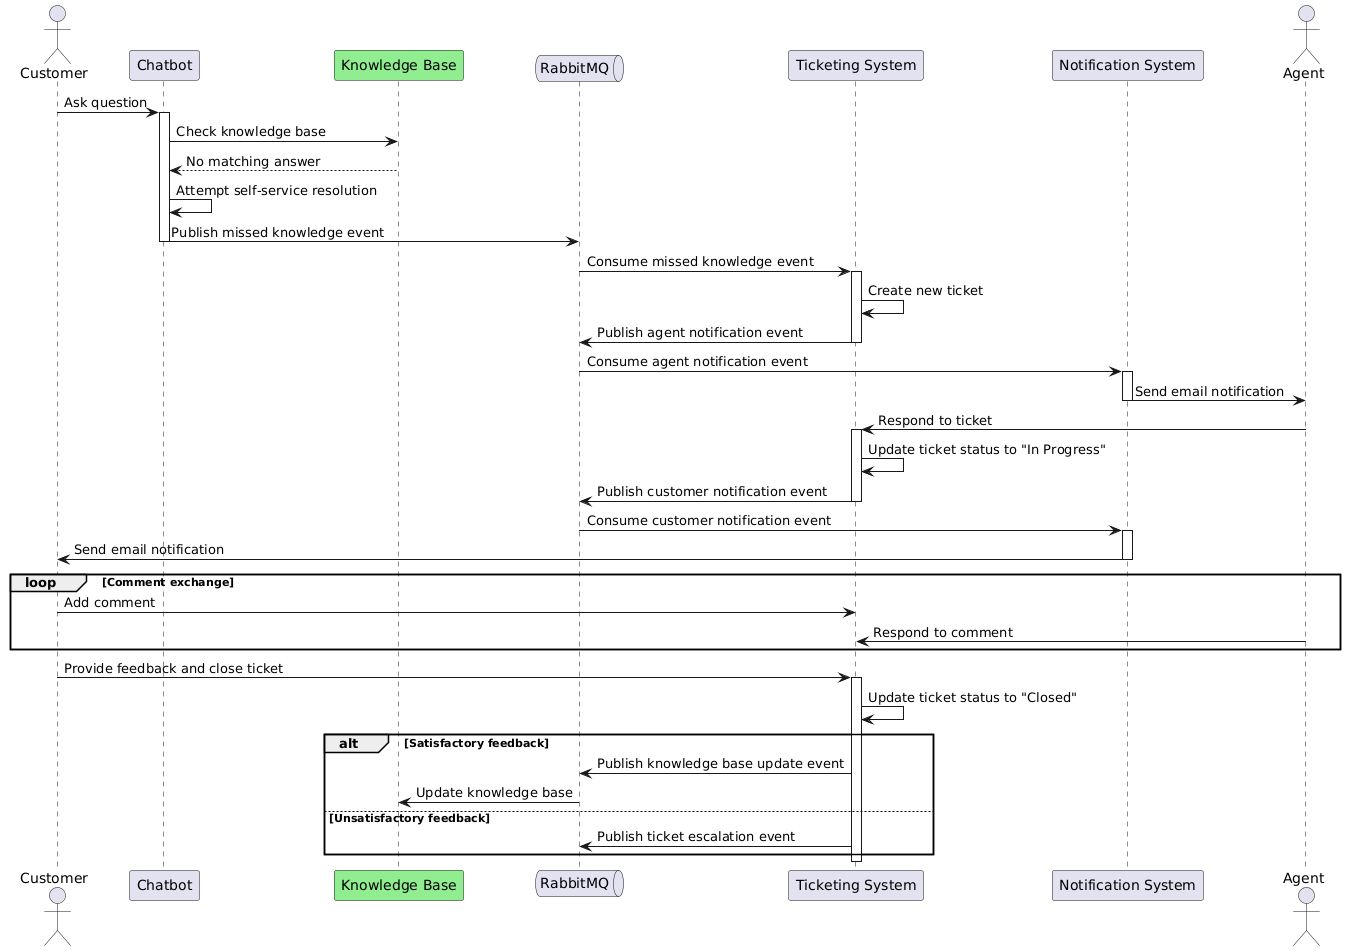 Customer
Chatbot
Knowledge Base
RabbitMQ
Ticketing System
Notification System
Agent
Ask question
Check knowledge base
No matching answer
Attempt self-service resolution
Publish missed knowledge event
Consume missed knowledge event
Create new ticket
Publish agent notification event
Consume agent notification event
Send email notification
Respond to ticket
Update ticket status to "In Progress"
Publish customer notification event
Consume customer notification event
Send email notification
loop [Comment exchange]
Add comment
Respond to comment
Provide feedback and close ticket
Update ticket status to "Closed"
alt [Satisfactory feedback]
Publish knowledge base update event
Update knowledge base
[Unsatisfactory feedback]
Publish ticket escalation event
Customer
Chatbot
Knowledge Base
RabbitMQ
Ticketing System
Notification System
Agent